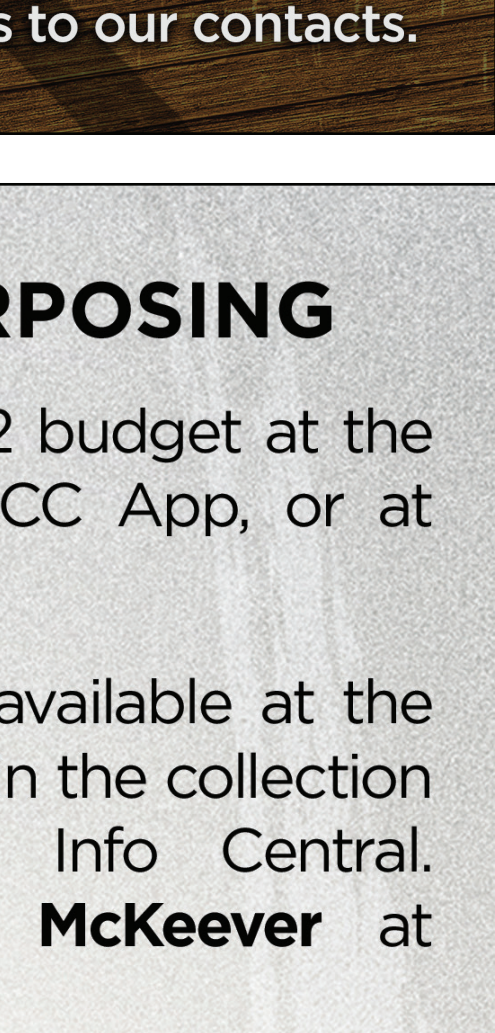 s to our contacts.
RPOSING
2 budget at the
CC App, or at
available at the
n the collection
Info Central.
McKeever at